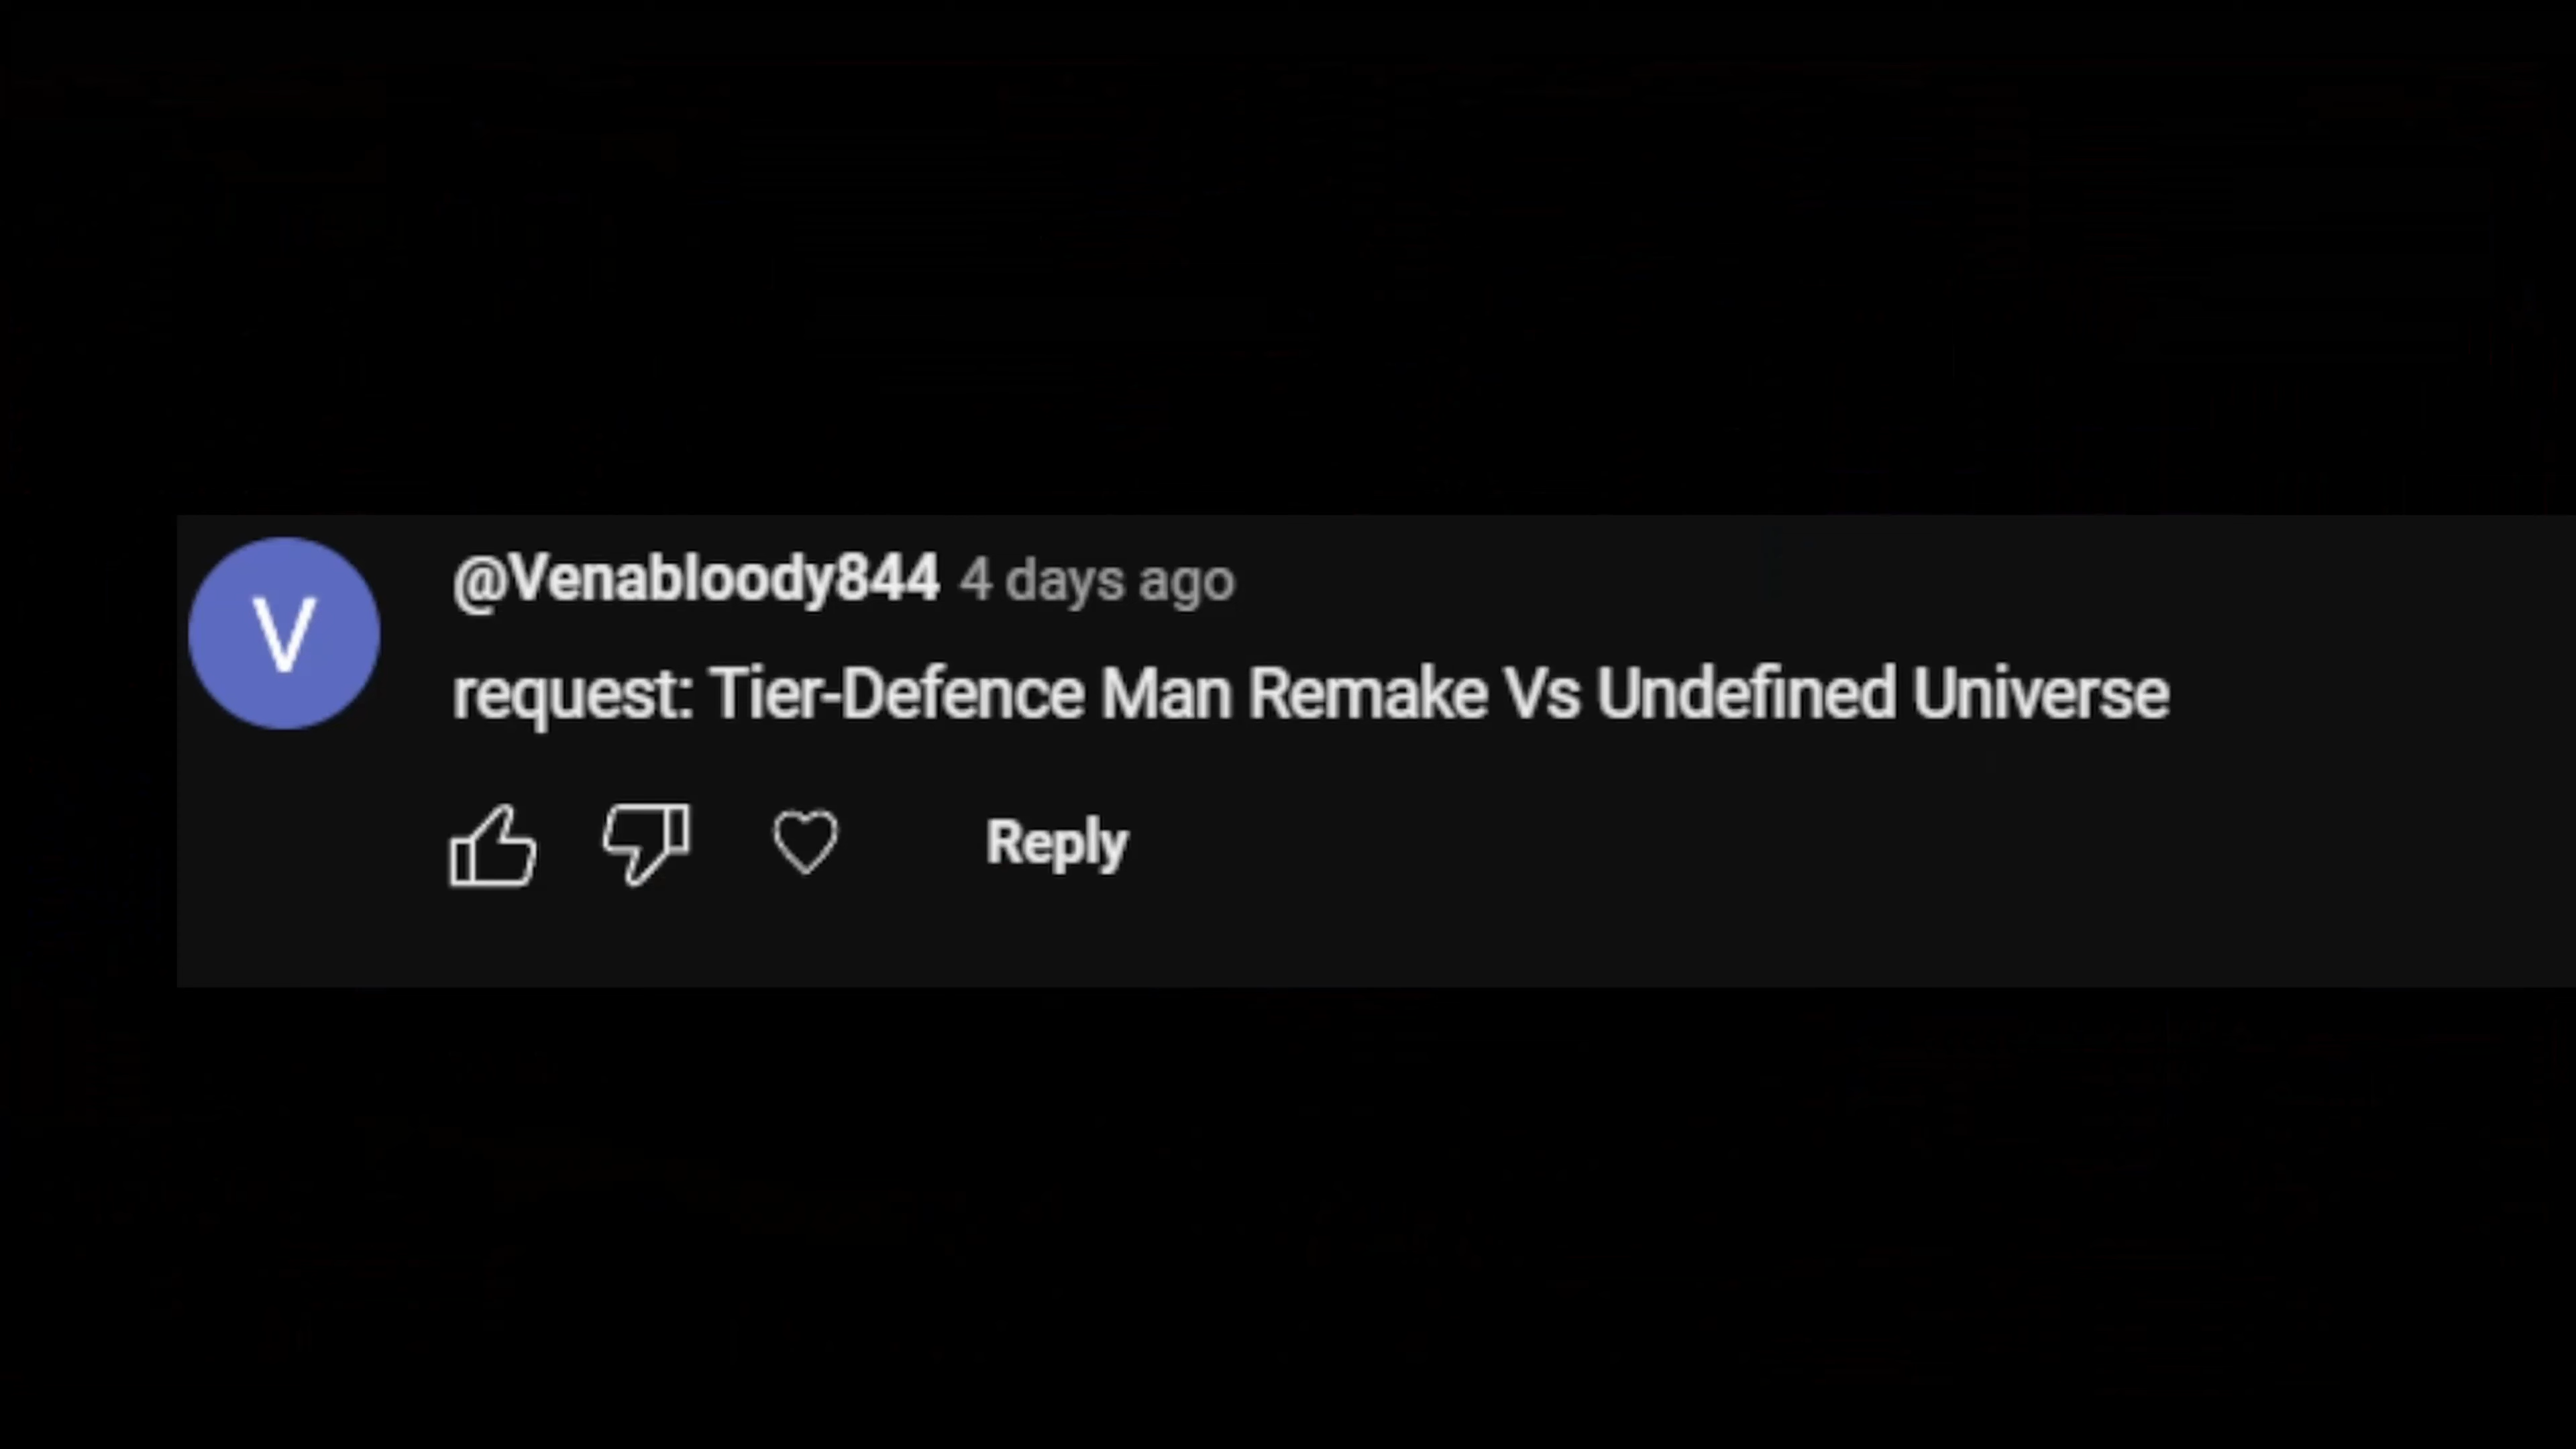 V
@Venabloody844 4 days ago
request: Tier-Defence Man Remake Vs Undefined Universe
Reply